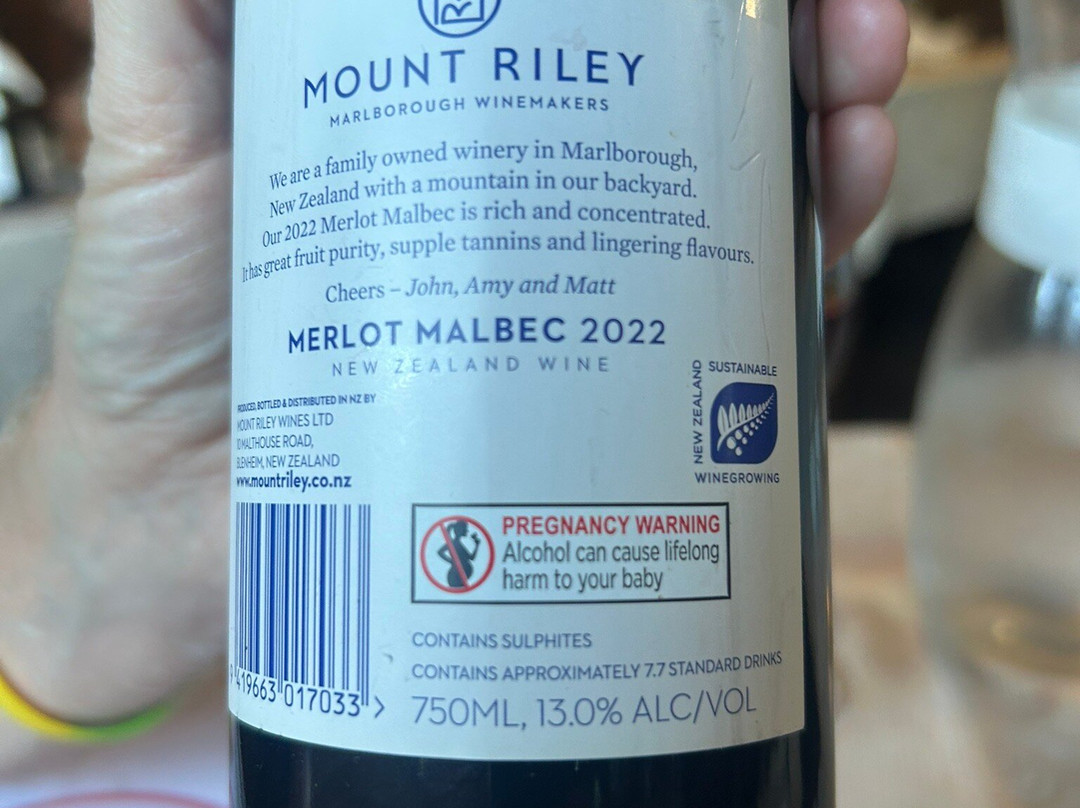 MOUNT RILEY
MARLBOROUGH WINEMAKERS
We are a family owned winery in Marlborough,
New Zealand with a mountain in our backyard.
Our 2022 Merlot Malbec is rich and concentrated.
It has great fruit purity, supple tannins and lingering flavours.
Cheers – John, Amy and Matt
MERLOT MALBEC 2022
NEW ZEALAND WINE
PRODUCED, BOTTLED & DISTRIBUTED IN NZ BY
MOUNT RILEY WINES LTD
10 MALTHOUSE ROAD,
BLENHEIM, NEW ZEALAND
www.mountriley.co.nz
NEW ZEALAND
SUSTAINABLE
WINEGROWING
PREGNANCY WARNING
Alcohol can cause lifelong
harm to your baby
CONTAINS SULPHITES
CONTAINS APPROXIMATELY 7.7 STANDARD DRINKS
750ML, 13.0% ALC/VOL
9 419663 017033 >